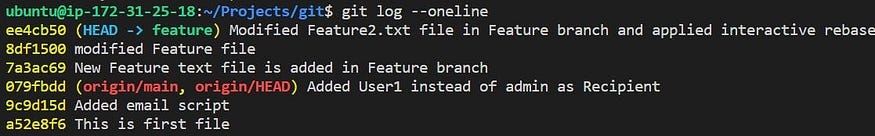 ubuntu@ip-172-31-25-18:~/Projects/git$ git log --oneline
ee4cb50 (HEAD -> feature) Modified Feature2.txt file in Feature branch and applied interactive rebase
8df1500 modified Feature file
7a3ac69 New Feature text file is added in Feature branch
079fbdd (origin/main, origin/HEAD) Added User1 instead of admin as Recipient
9c9d15d Added email script
a52e8f6 This is first file